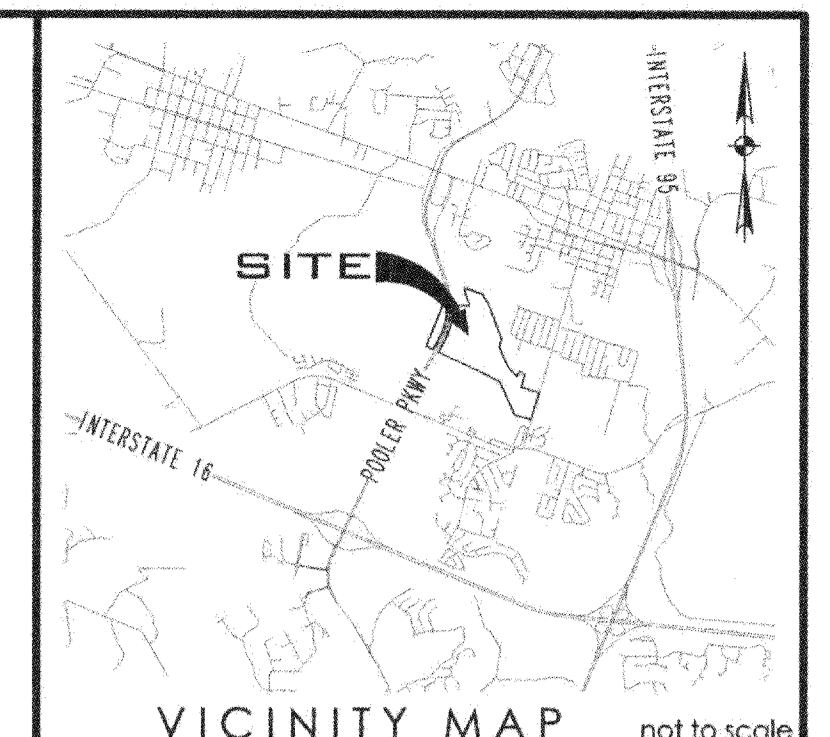 INTERSTATE 95
SITE
POOLER PKWY
INTERSTATE 16
VICINITY MAP
not to scale